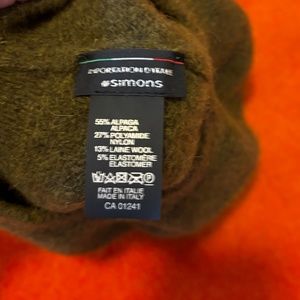 IMPORTATION D'ITALIE
simons
55% ALPAGA
ALPACA
27% POLYAMIDE
NYLON
13% LAINE WOOL
5% ELASTOMÈRE
ELASTOMER
FAIT EN ITALIE
MADE IN ITALY
CA 01241